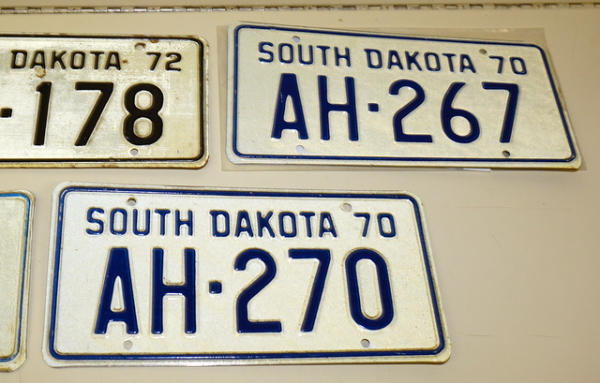 DAKOTA 72
·178
SOUTH DAKOTA 70
AH·267
SOUTH DAKOTA 70
AH·270